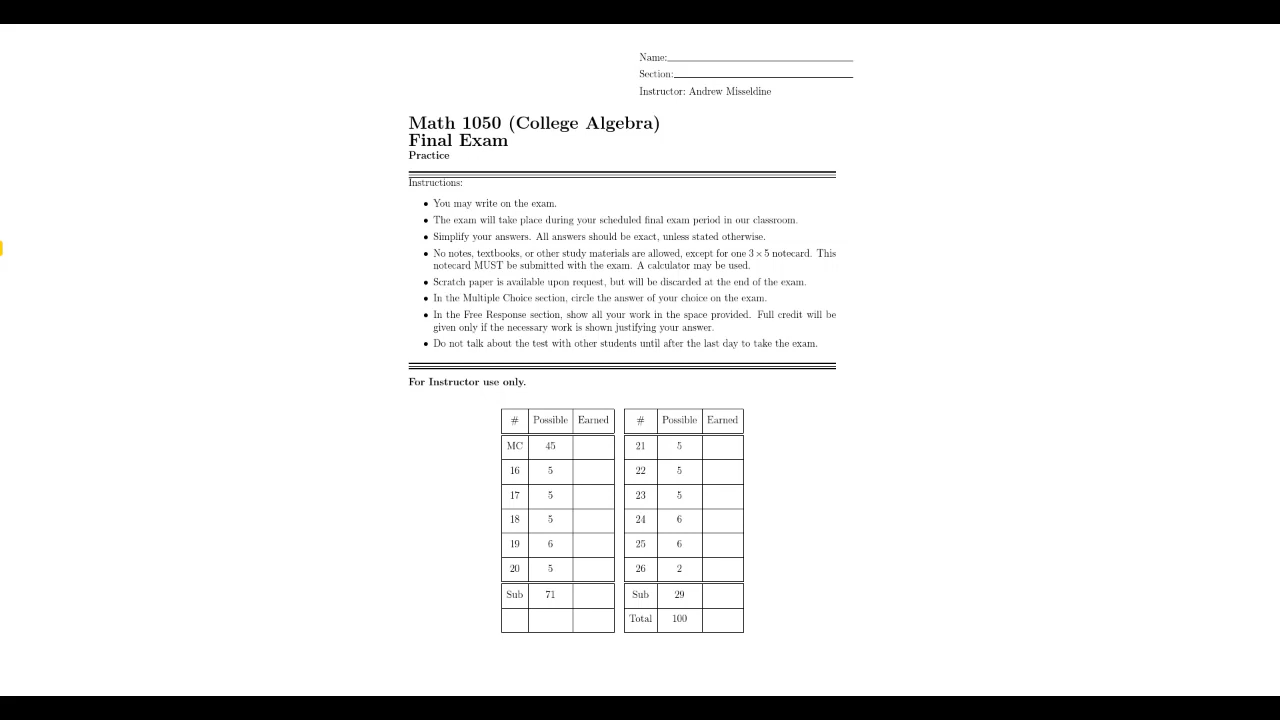 Name:
Section:
Instructor: Andrew Misseldine
Math 1050 (College Algebra)
Final Exam
Practice
Instructions:
• You may write on the exam.
• The exam will take place during your scheduled final exam period in our classroom.
• Simplify your answers. All answers should be exact, unless stated otherwise.
• No notes, textbooks, or other study materials are allowed, except for one 3 × 5 notecard. This
notecard MUST be submitted with the exam. A calculator may be used.
• Scratch paper is available upon request, but will be discarded at the end of the exam.
• In the Multiple Choice section, circle the answer of your choice on the exam.
• In the Free Response section, show all your work in the space provided. Full credit will be
given only if the necessary work is shown justifying your answer.
• Do not talk about the test with other students until after the last day to take the exam.
For Instructor use only.
# Possible Earned # Possible Earned
MC 45 21 5
16 5 22 5
17 5 23 5
18 5 24 6
19 6 25 6
20 5 26 2
Sub 71 Sub 29
Total 100